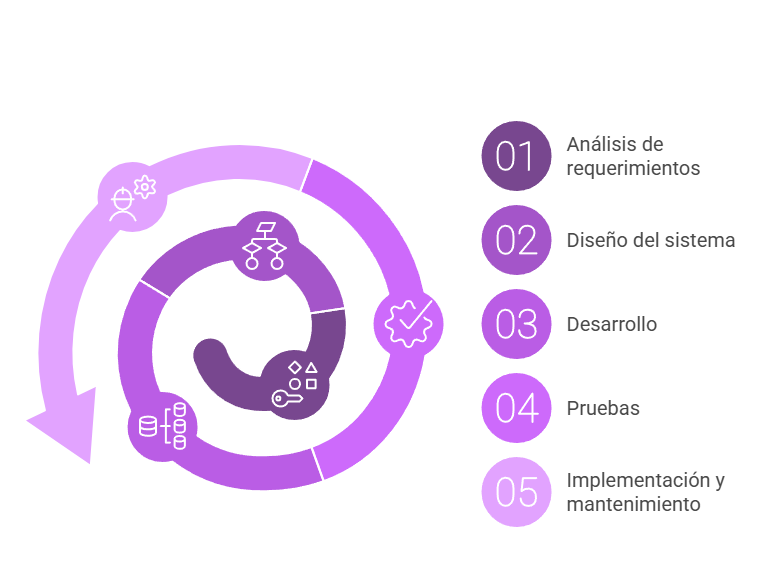 01
Análisis de
requerimientos
02
Diseño del sistema
03
Desarrollo
04
Pruebas
05
Implementación y
mantenimiento